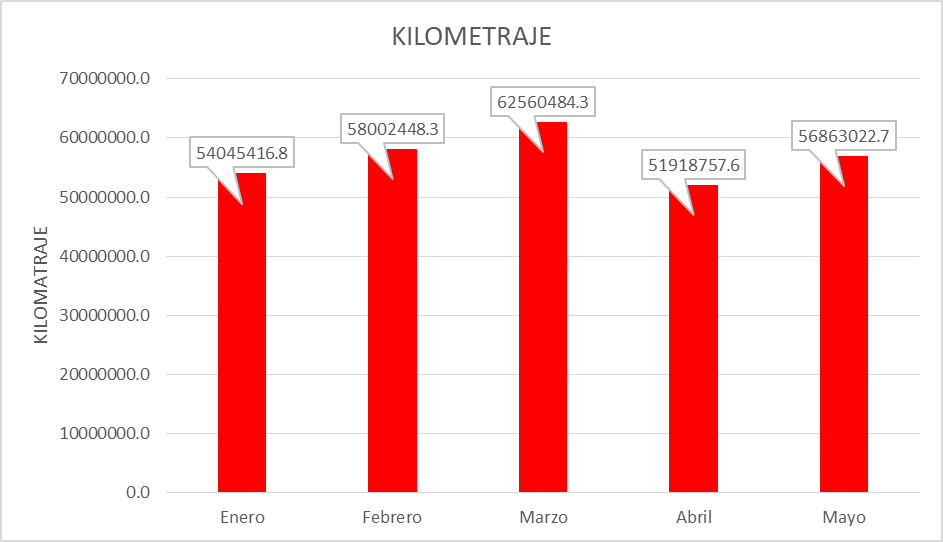 KILOMETRAJE
70000000.0
60000000.0
50000000.0
40000000.0
30000000.0
20000000.0
10000000.0
0.0
KILOMATRAJE
54045416.8
58002448.3
62560484.3
51918757.6
56863022.7
Enero
Febrero
Marzo
Abril
Mayo